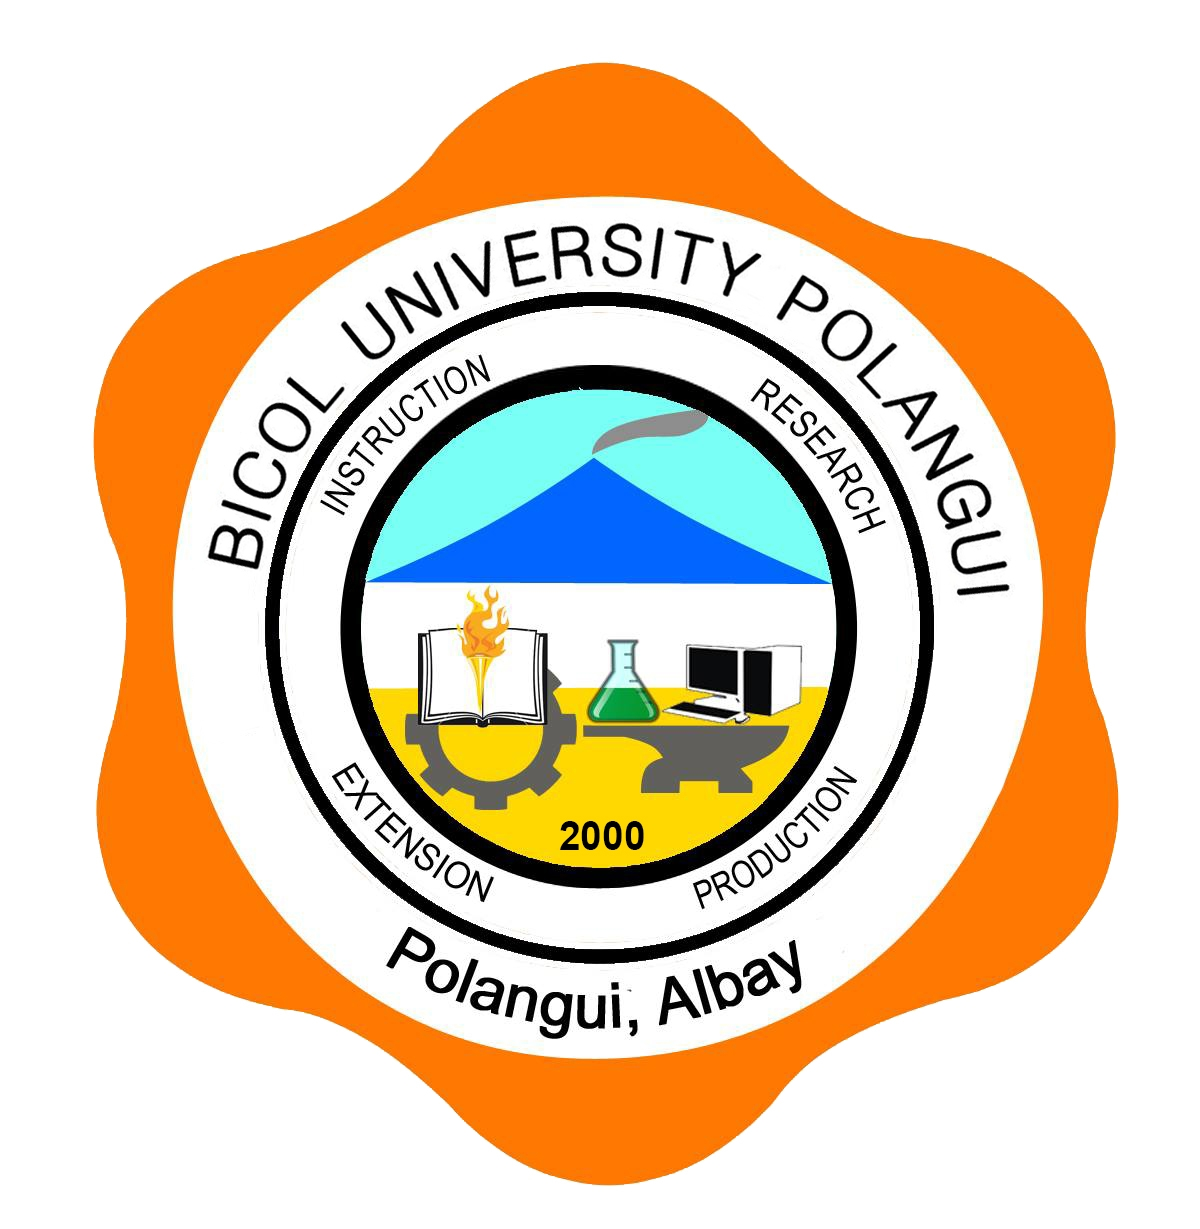 BICOL UNIVERSITY POLANGUI
INSTRUCTION
RESEARCH
EXTENSION
PRODUCTION
2000
Polangui, Albay